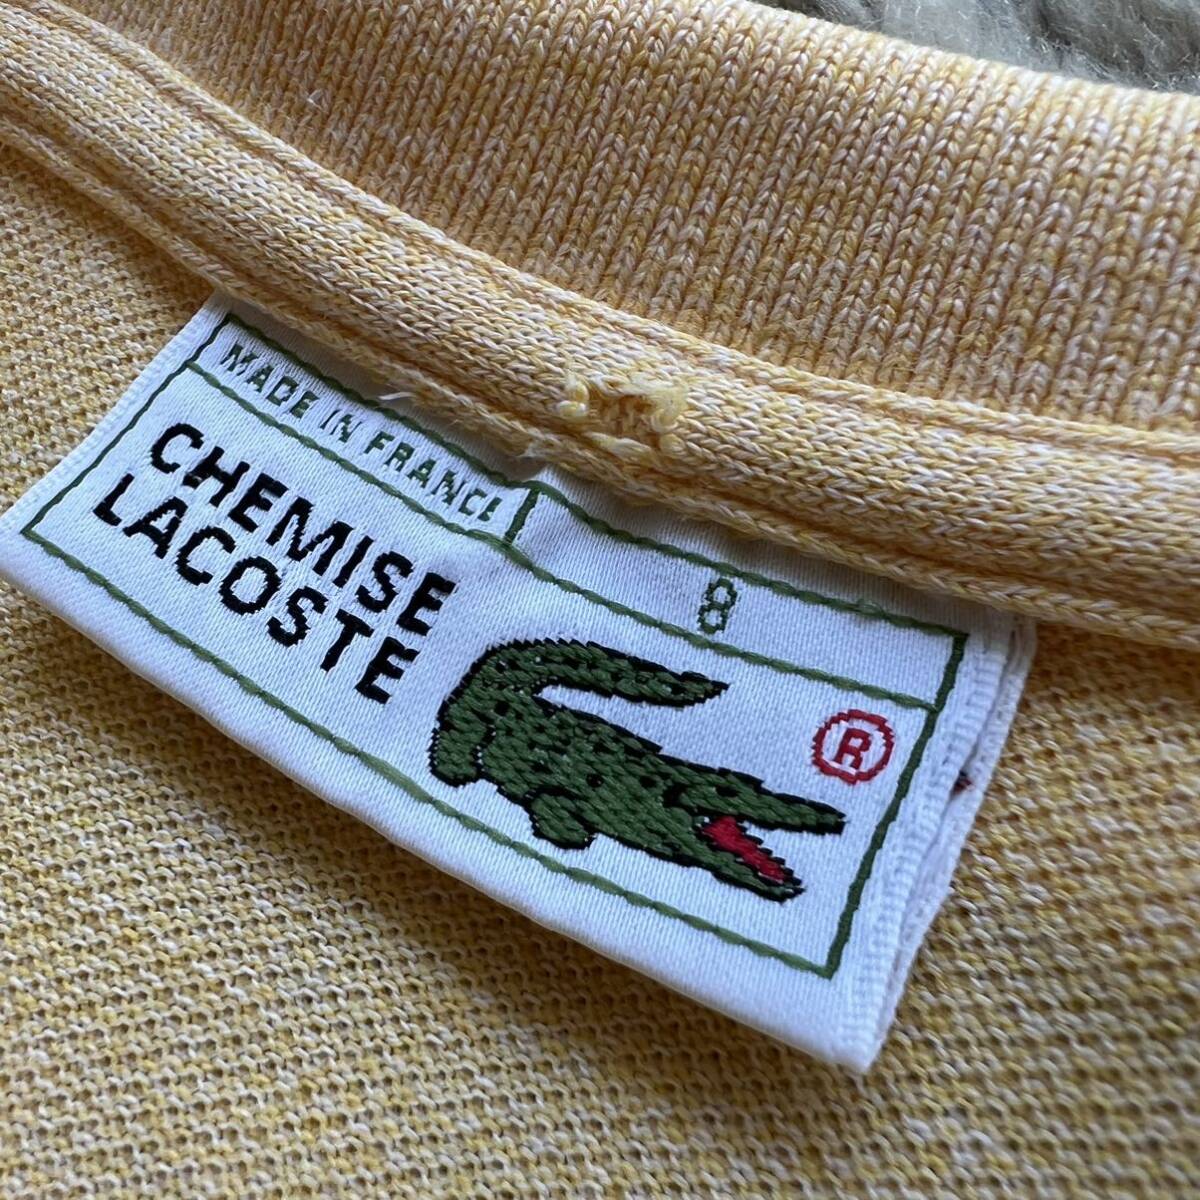 MADE IN FRANCE
8
CHEMISE
LACOSTE
®